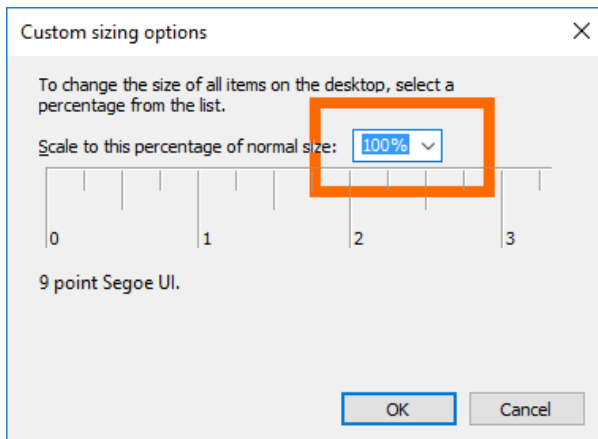 Custom sizing options
To change the size of all items on the desktop, select a
percentage from the list.
Scale to this percentage of normal size: 100%
0 1 2 3
9 point Segoe UI.
OK Cancel